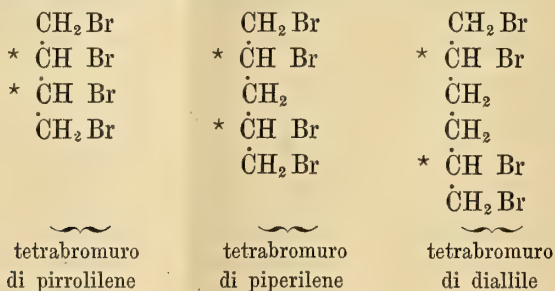 CH₂Br
* ĊH Br
* ĊH Br
ĊH₂Br
tetrabromuro
di pirrolilene
CH₂Br
* ĊH Br
ĊH₂
* ĊH Br
ĊH₂Br
tetrabromuro
di piperilene
CH₂Br
* ĊH Br
ĊH₂
ĊH₂
* ĊH Br
ĊH₂Br
tetrabromuro
di diallile